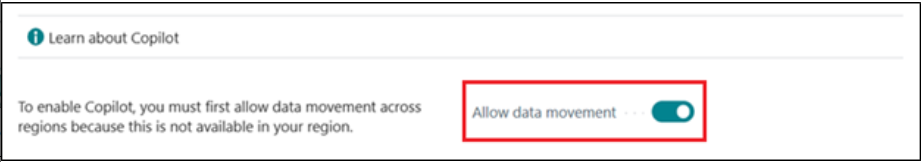 Learn about Copilot
To enable Copilot, you must first allow data movement across
regions because this is not available in your region.
Allow data movement